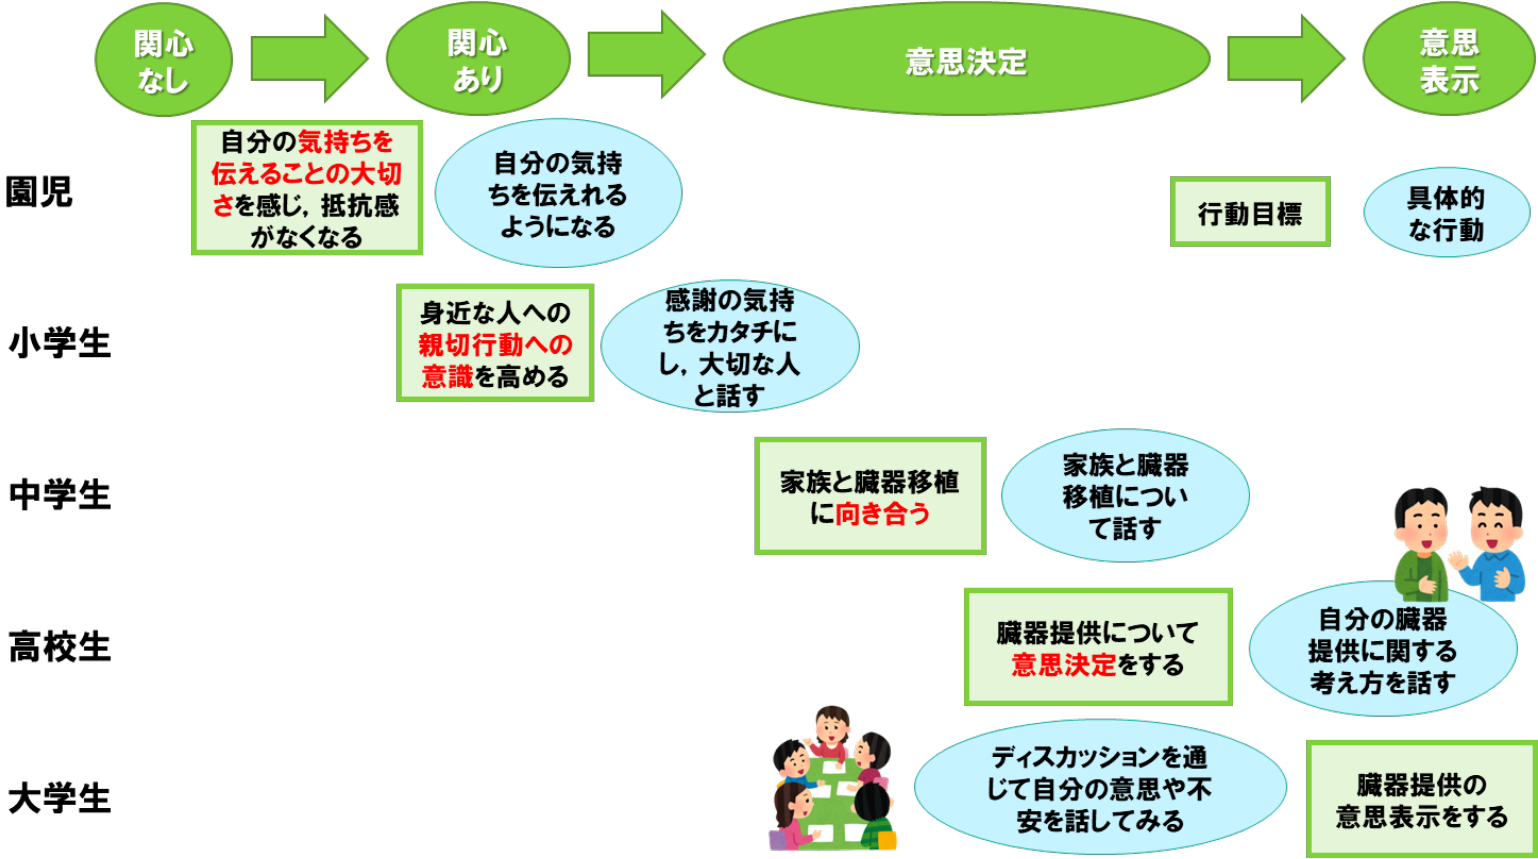 関心
なし
関心
あり
意思決定
意思
表示
園児
自分の気持ちを
伝えることの大切
さを感じ，抵抗感
がなくなる
自分の気持
ちを伝えれる
ようになる
行動目標
具体的
な行動
小学生
身近な人への
親切行動への
意識を高める
感謝の気持
ちをカタチに
し，大切な人
と話す
中学生
家族と臓器移植
に向き合う
家族と臓器
移植につい
て話す
高校生
臓器提供について
意思決定をする
自分の臓器
提供に関する
考え方を話す
大学生
ディスカッションを通
じて自分の意思や不
安を話してみる
臓器提供の
意思表示をする